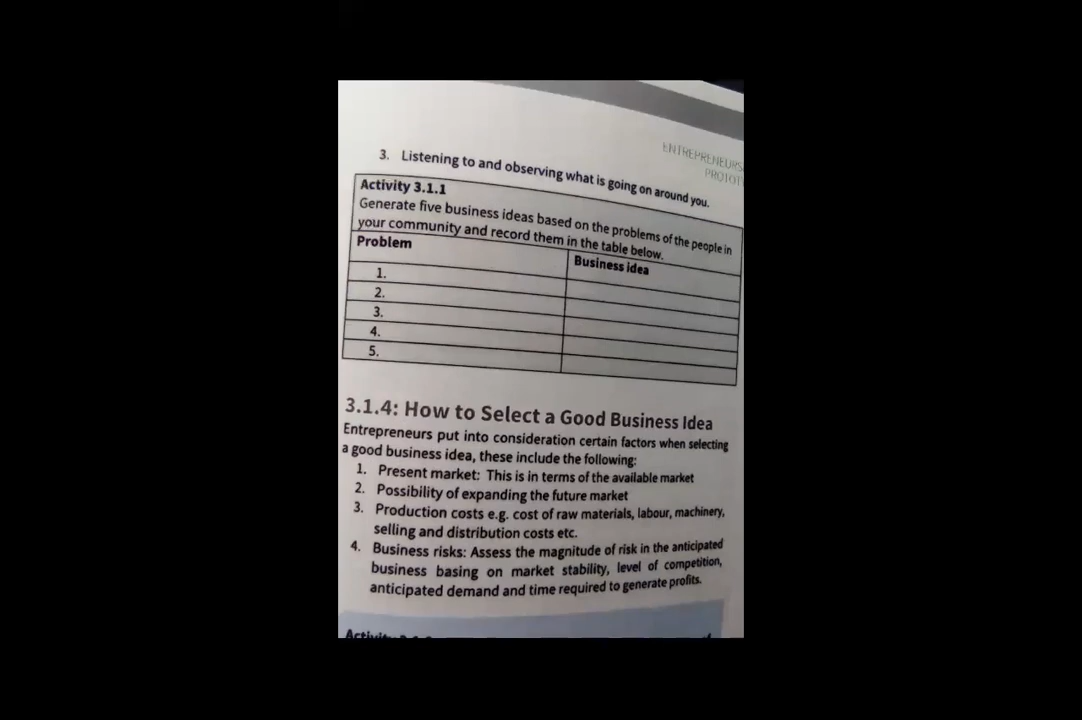 ENTREPRENEURS
3. Listening to and observing what is going on around you.
Activity 3.1.1
Generate five business ideas based on the problems of the people in
your community and record them in the table below.
Problem
Business idea
1.
2.
3.
4.
5.
3.1.4: How to Select a Good Business Idea
Entrepreneurs put into consideration certain factors when selecting
a good business idea, these include the following:
1. Present market: This is in terms of the available market
2. Possibility of expanding the future market
3. Production costs e.g. cost of raw materials, labour, machinery,
selling and distribution costs etc.
4. Business risks: Assess the magnitude of risk in the anticipated
business basing on market stability, level of competition,
anticipated demand and time required to generate profits.
Activity